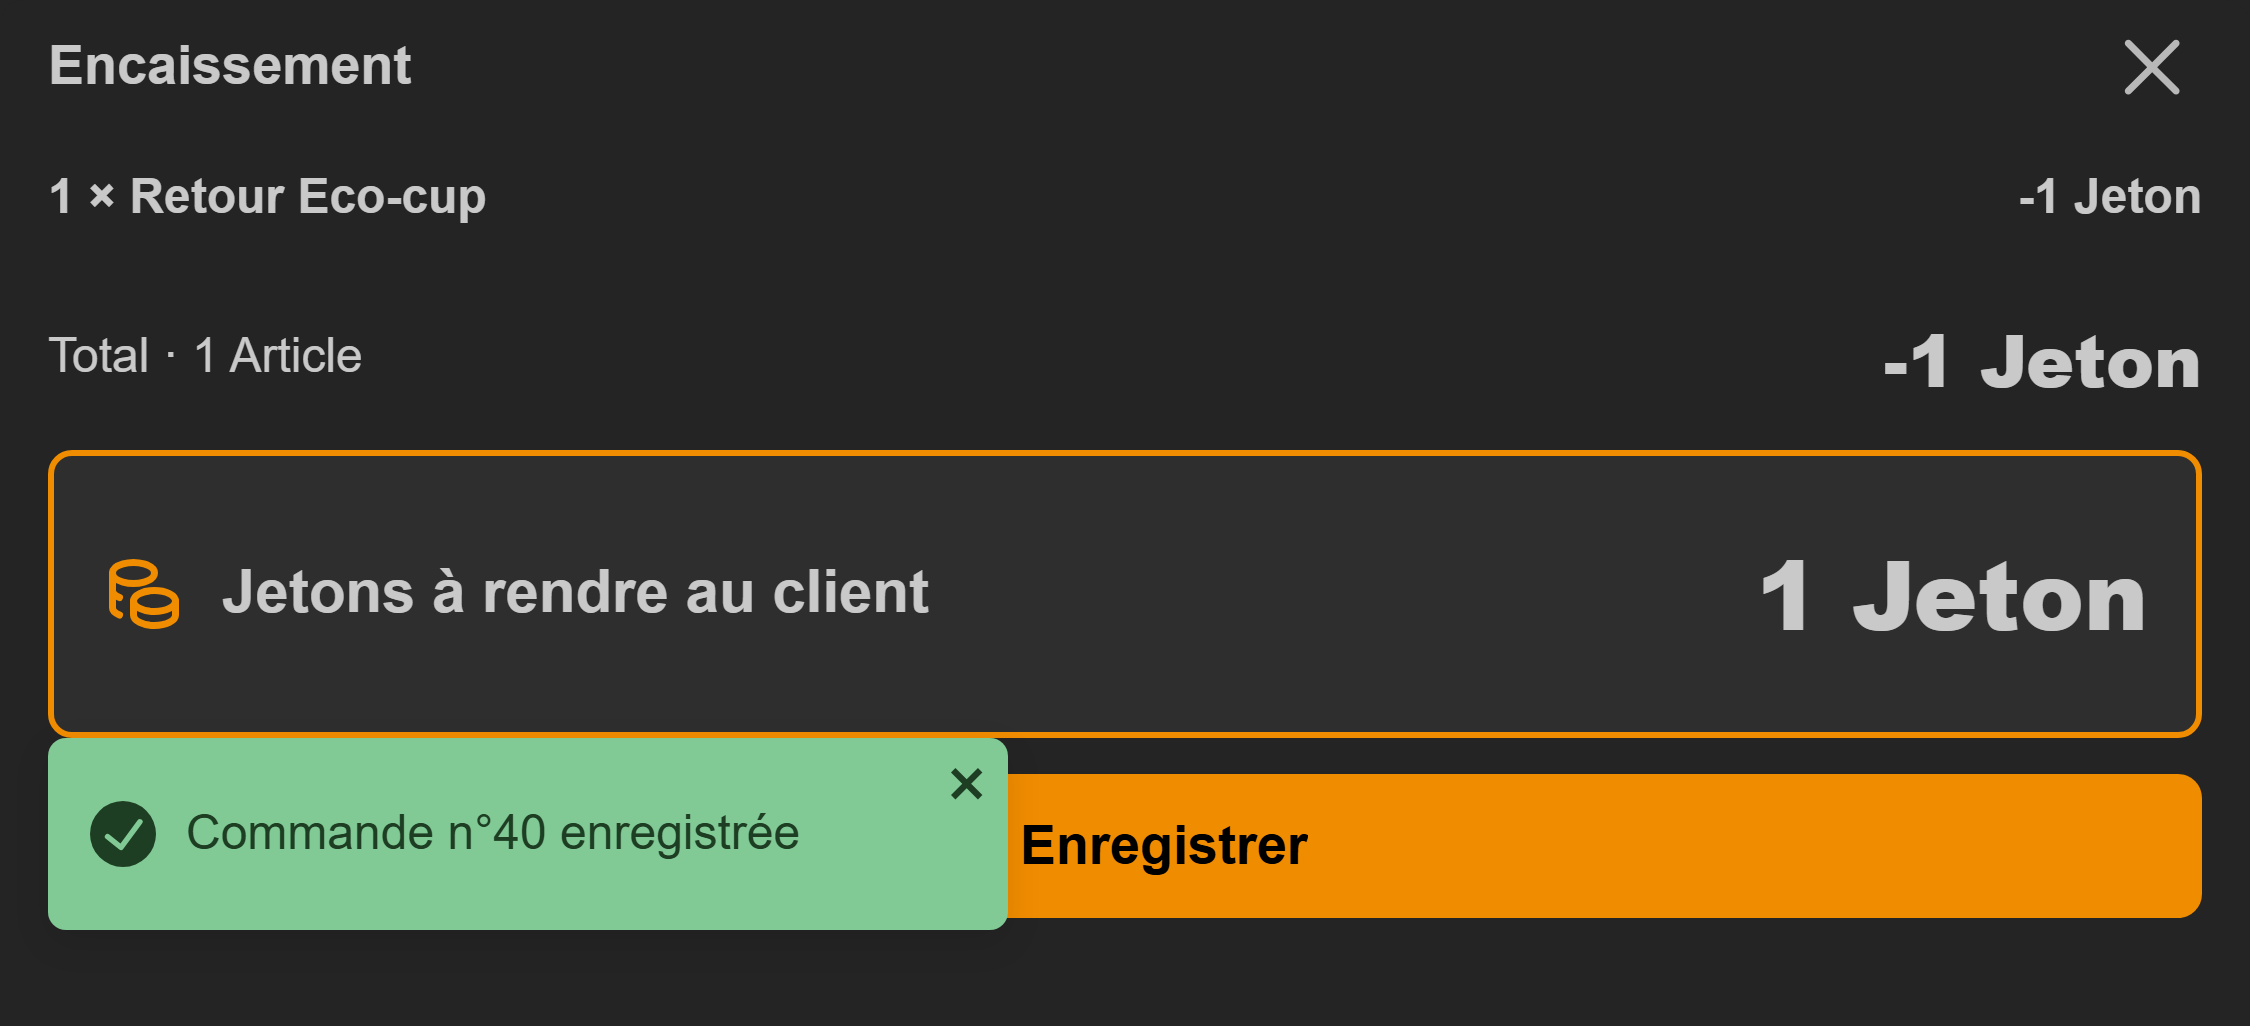 Encaissement
1 × Retour Eco-cup -1 Jeton
Total · 1 Article -1 Jeton
Jetons à rendre au client 1 Jeton
Commande n°40 enregistrée
Enregistrer